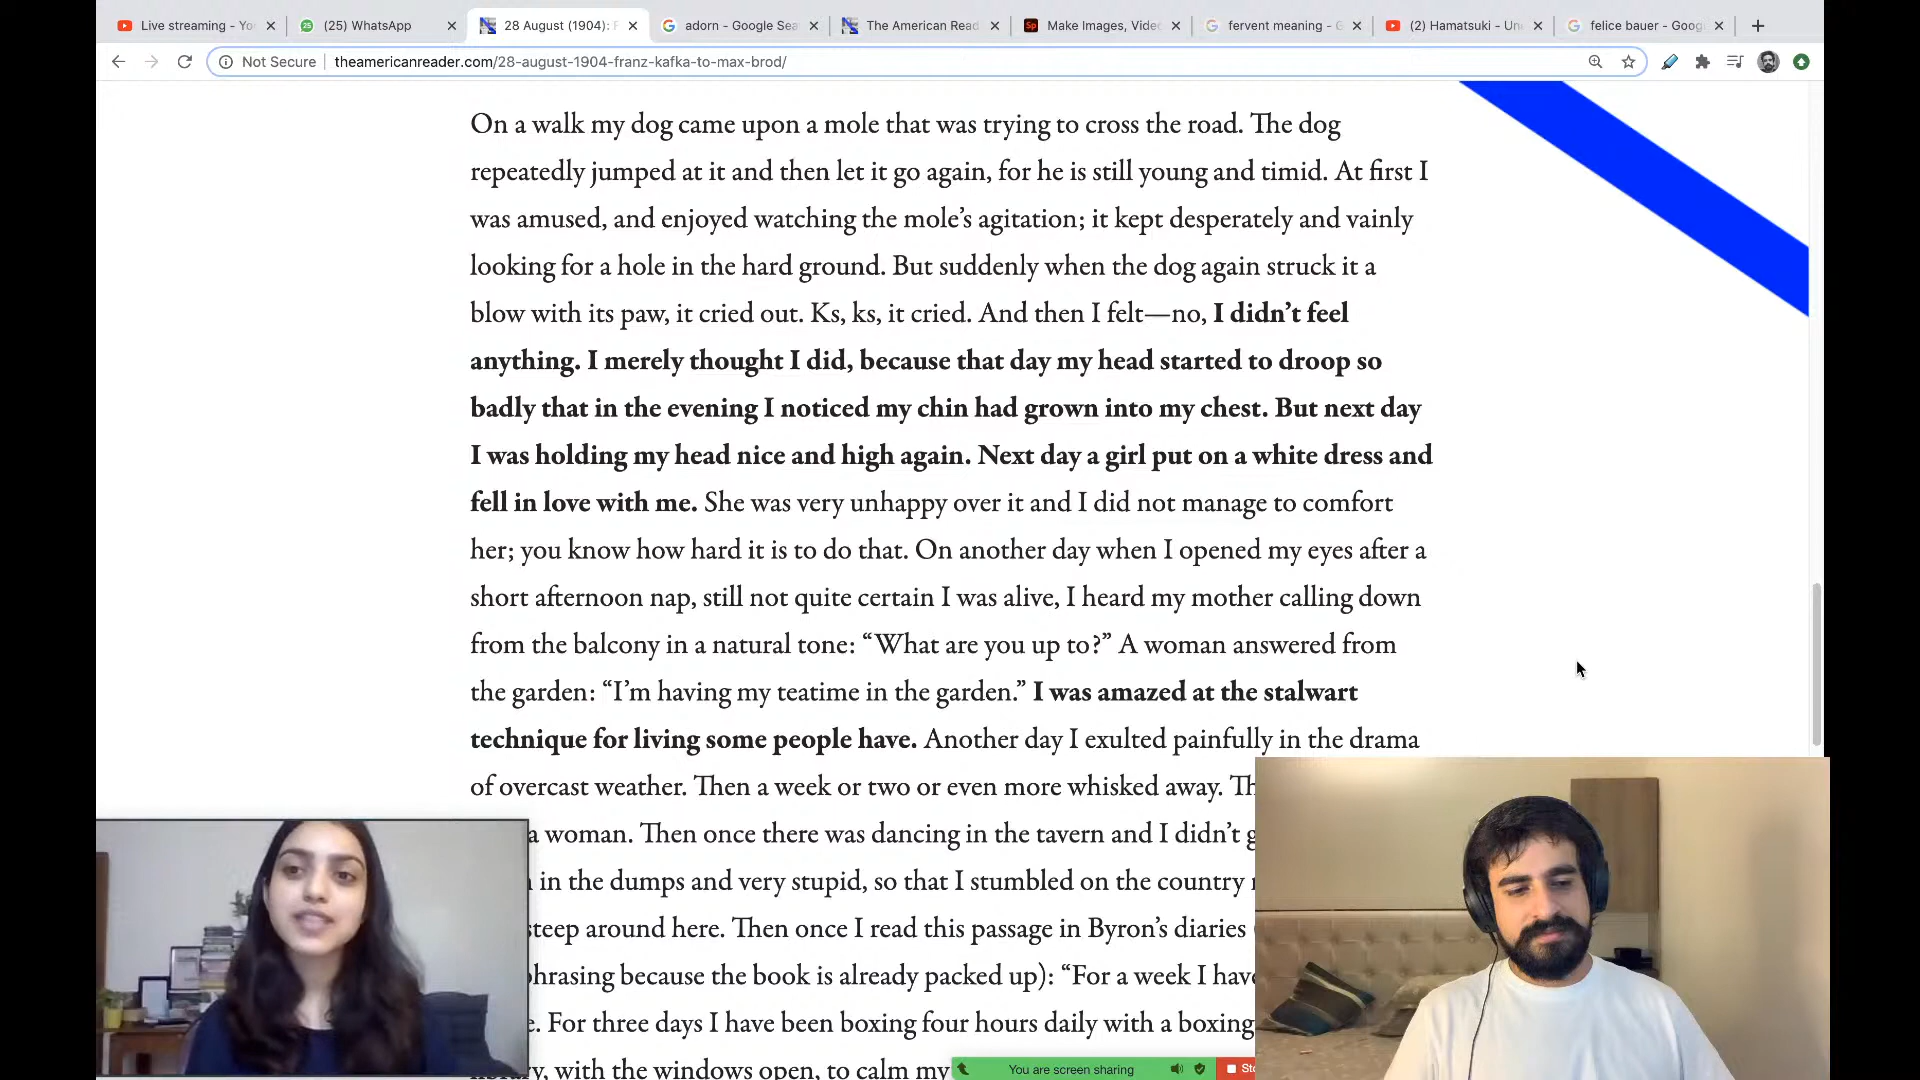 Live streaming - Yo
(25) WhatsApp
28 August (1904): F
adorn - Google Sea
The American Read
Make Images, Video
fervent meaning - G
(2) Hamatsuki - Un
felice bauer - Goog
Not Secure
theamericanreader.com/28-august-1904-franz-kafka-to-max-brod/
On a walk my dog came upon a mole that was trying to cross the road. The dog
repeatedly jumped at it and then let it go again, for he is still young and timid. At first I
was amused, and enjoyed watching the mole’s agitation; it kept desperately and vainly
looking for a hole in the hard ground. But suddenly when the dog again struck it a
blow with its paw, it cried out. Ks, ks, it cried. And then I felt—no, I didn’t feel
anything. I merely thought I did, because that day my head started to droop so
badly that in the evening I noticed my chin had grown into my chest. But next day
I was holding my head nice and high again. Next day a girl put on a white dress and
fell in love with me. She was very unhappy over it and I did not manage to comfort
her; you know how hard it is to do that. On another day when I opened my eyes after a
short afternoon nap, still not quite certain I was alive, I heard my mother calling down
from the balcony in a natural tone: “What are you up to?” A woman answered from
the garden: “I’m having my teatime in the garden.” I was amazed at the stalwart
technique for living some people have. Another day I exulted painfully in the drama
of overcast weather. Then a week or two or even more whisked away. Th
a woman. Then once there was dancing in the tavern and I didn’t g
in the dumps and very stupid, so that I stumbled on the country
steep around here. Then once I read this passage in Byron’s diaries
phrasing because the book is already packed up): “For a week I have
e. For three days I have been boxing four hours daily with a boxing
library, with the windows open, to calm my
You are screen sharing
Sto